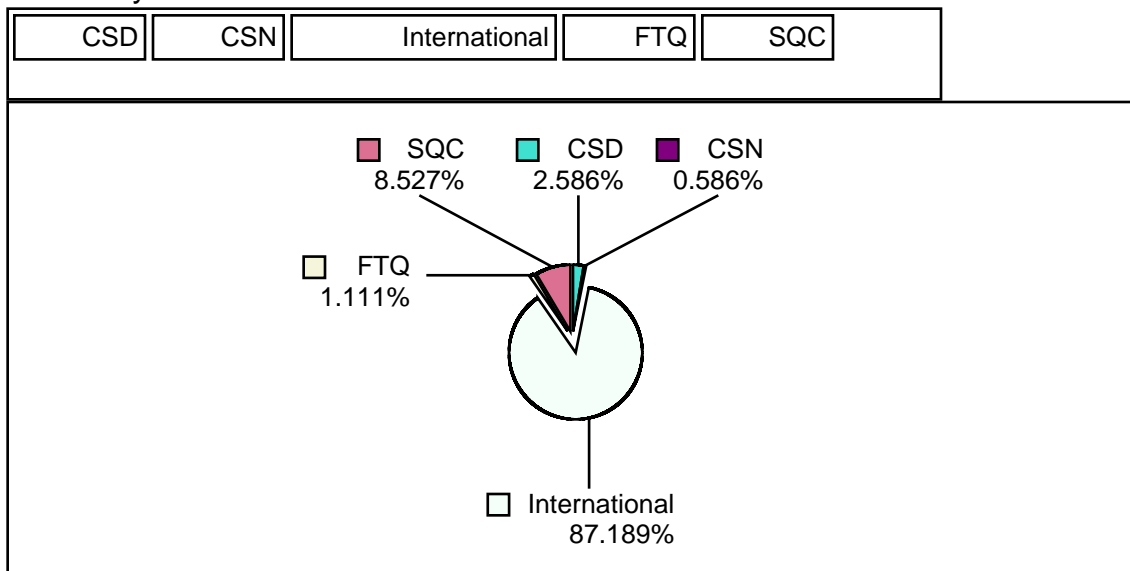 CSD CSN International FTQ SQC
SQC CSD CSN
8.527% 2.586% 0.586%
FTQ
1.111%
International
87.189%